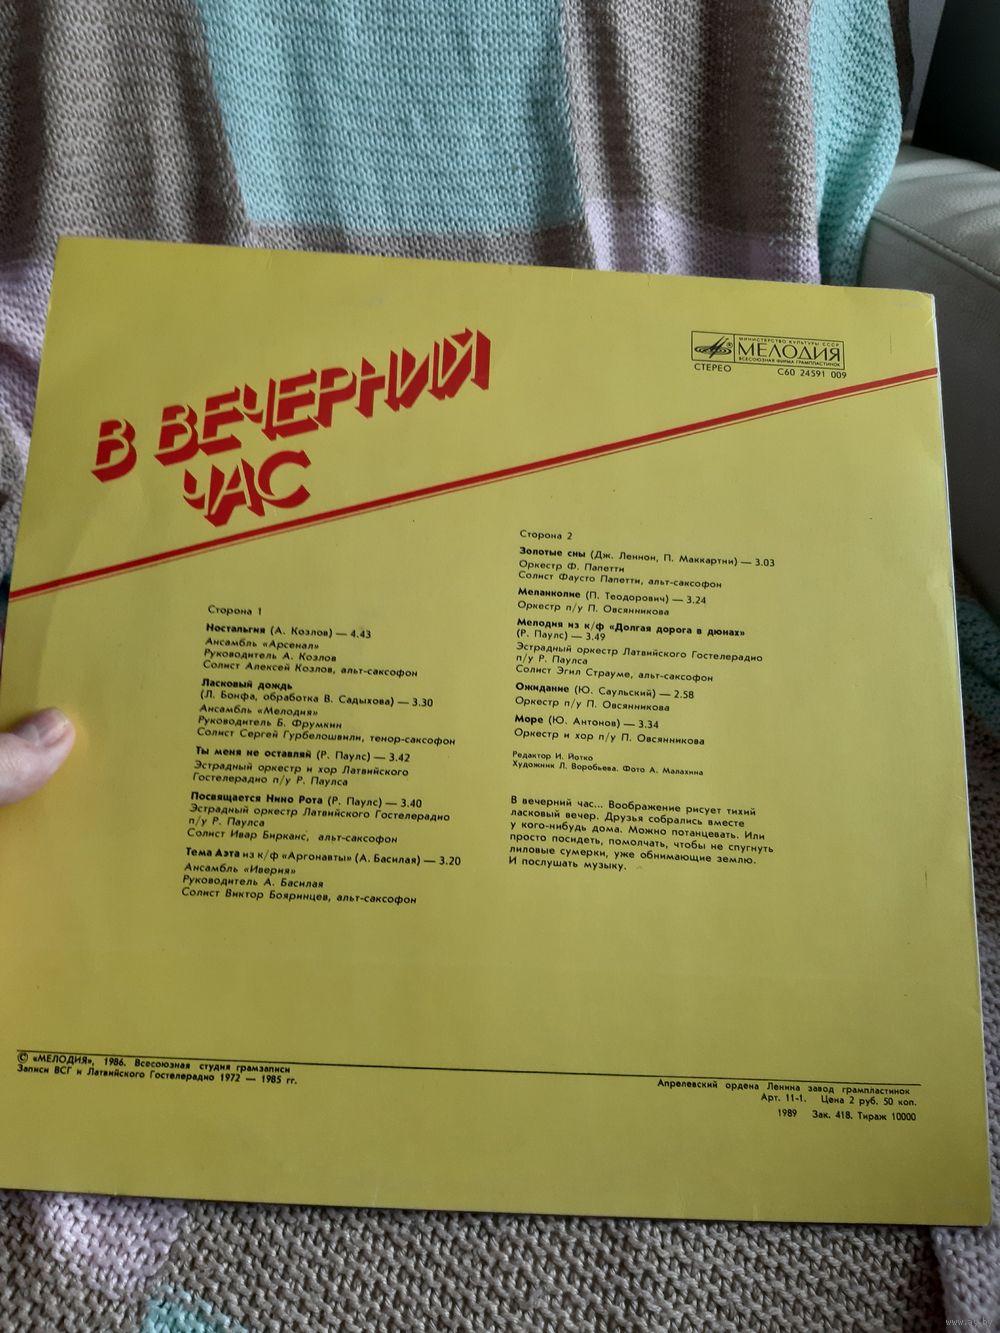 В ВЕЧЕРНИЙ
ЧАС
МИНИСТЕРСТВО КУЛЬТУРЫ СССР
МЕЛОДИЯ
ВСЕСОЮЗНАЯ ФИРМА ГРАМПЛАСТИНОК
СТЕРЕО С60 24591 009
Сторона 1
Ностальгия (А. Козлов) — 4.43
Ансамбль «Арсенал»
Руководитель А. Козлов
Солист Алексей Козлов, альт-саксофон
Ласковый дождь
(Л. Бонфа, обработка В. Садыхова) — 3.30
Ансамбль «Мелодия»
Руководитель Б. Фрумкин
Солист Сергей Гурбелошвили, тенор-саксофон
Ты меня не оставляй (Р. Паулс) — 3.42
Эстрадный оркестр и хор Латвийского
Гостелерадио п/у Р. Паулса
Посвящается Нино Рота (Р. Паулс) — 3.40
Эстрадный оркестр Латвийского Гостелерадио
п/у Р. Паулса
Солист Ивар Бирканс, альт-саксофон
Тема Аэта из к/ф «Аргонавты» (А. Басилая) — 3.20
Ансамбль «Иверия»
Руководитель А. Басилая
Солист Виктор Бояринцев, альт-саксофон
Сторона 2
Золотые сны (Дж. Леннон, П. Маккартни) — 3.03
Оркестр Ф. Папетти
Солист Фаусто Папетти, альт-саксофон
Меланколие (П. Теодорович) — 3.24
Оркестр п/у П. Овсянникова
Мелодия из к/ф «Долгая дорога в дюнах»
(Р. Паулс) — 3.49
Эстрадный оркестр Латвийского Гостелерадио
п/у Р. Паулса
Солист Эгил Страуме, альт-саксофон
Ожидание (Ю. Саульский) — 2.58
Оркестр п/у П. Овсянникова
Море (Ю. Антонов) — 3.34
Оркестр и хор п/у П. Овсянникова
Редактор И. Йотко
Художник Л. Воробьева. Фото А. Малахина
В вечерний час... Воображение рисует тихий
ласковый вечер. Друзья собрались вместе
у кого-нибудь дома. Можно потанцевать. Или
просто посидеть, помолчать, чтобы не спугнуть
лиловые сумерки, уже обнимающие землю.
И послушать музыку.
© «МЕЛОДИЯ», 1986. Всесоюзная студия грамзаписи
Записи ВСГ и Латвийского Гостелерадио 1972 — 1985 гг.
Апрелевский ордена Ленина завод грампластинок
Арт. 11-1. Цена 2 руб. 50 коп.
1989 Зак. 418. Тираж 10000
www.ay.by